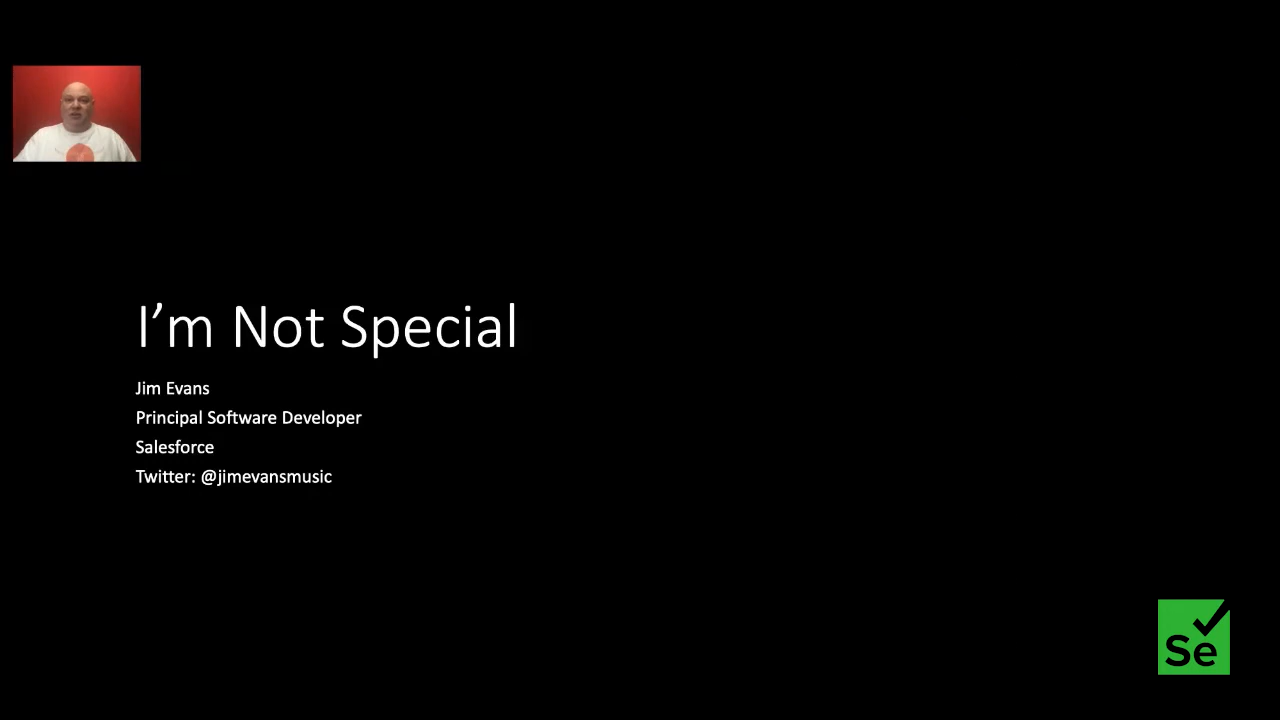 I’m Not Special
Jim Evans
Principal Software Developer
Salesforce
Twitter: @jimevansmusic
Se